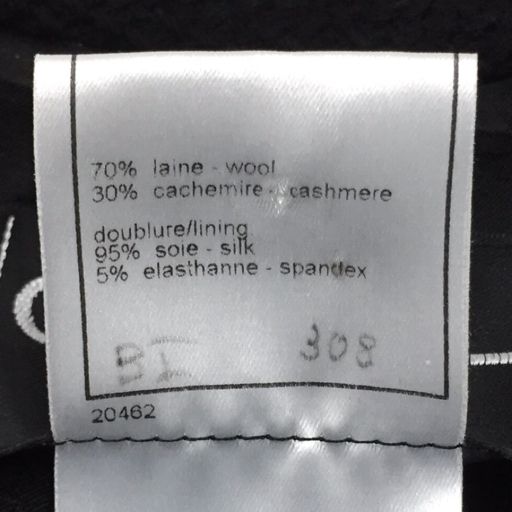 70% laine - wool
30% cachemire - cashmere
doublure/lining
95% soie - silk
5% elasthanne - spandex
308
20462